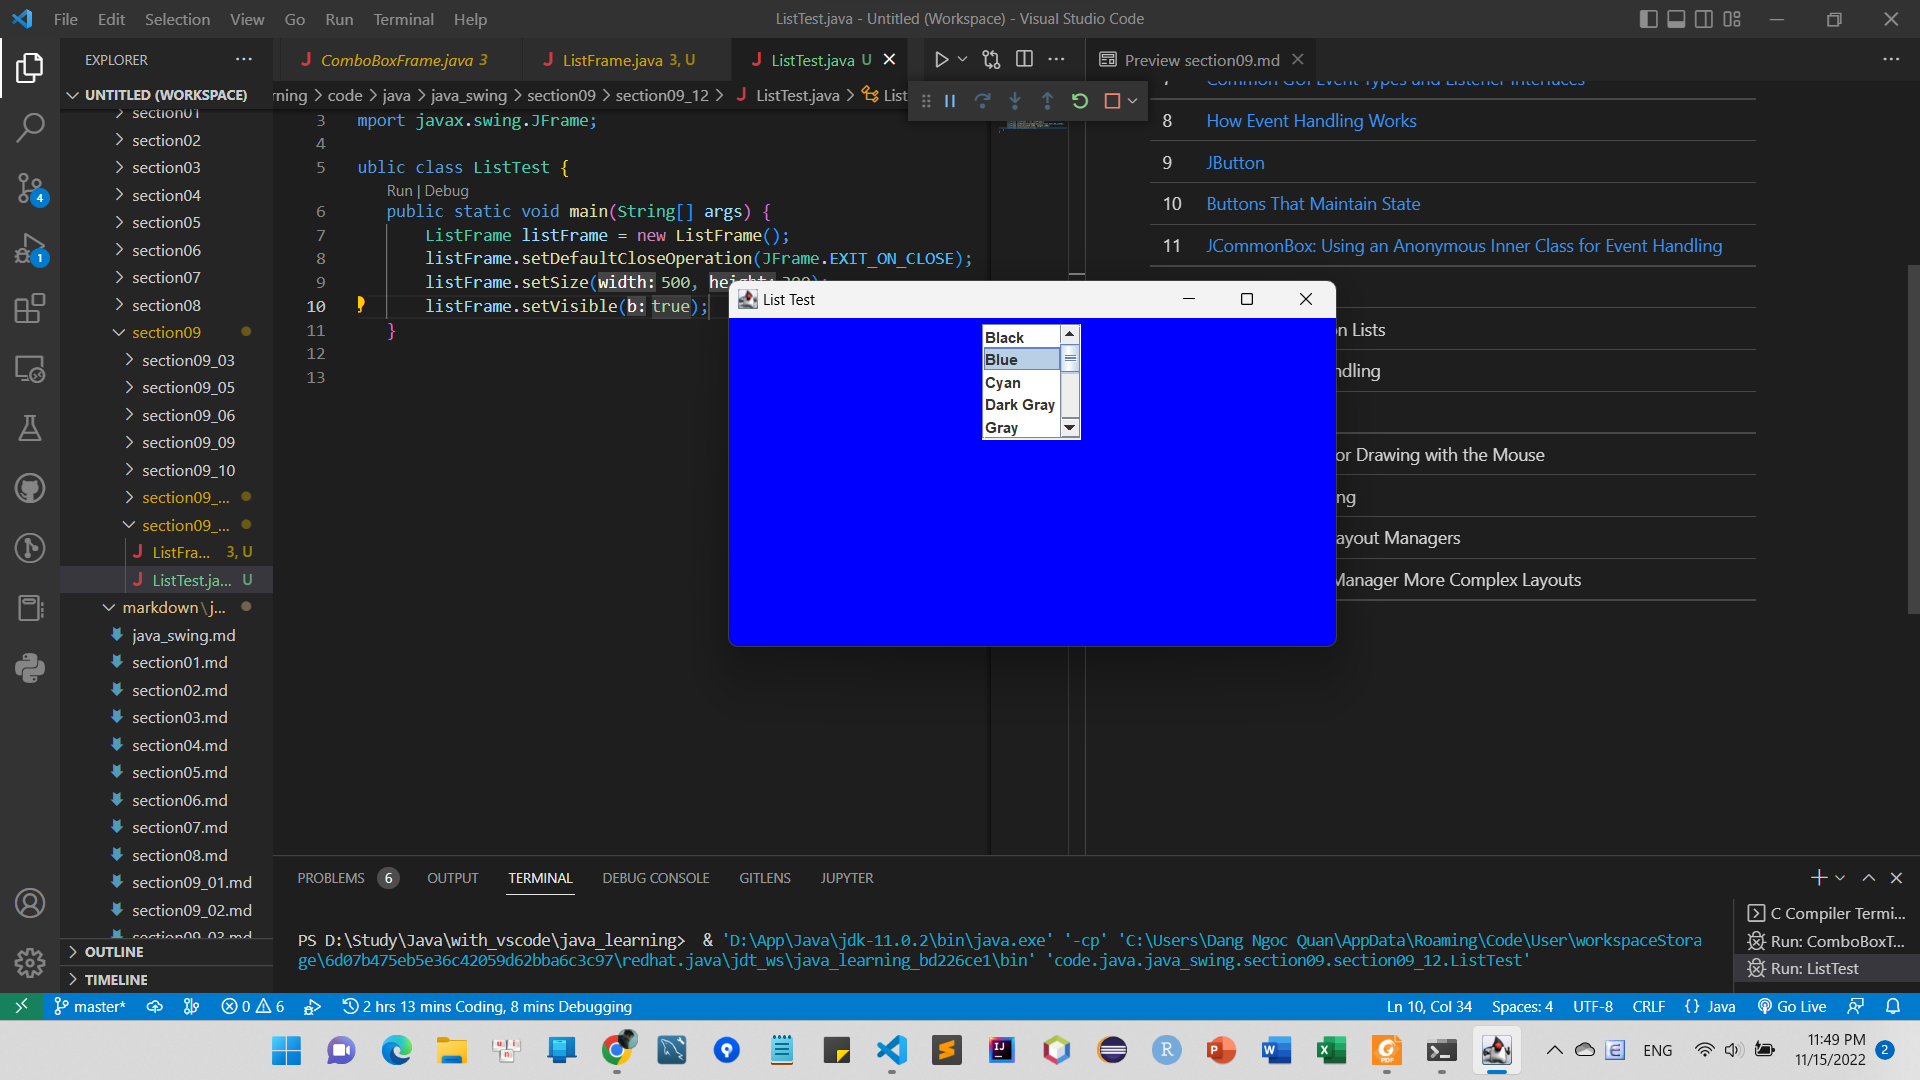 File Edit Selection View Go Run Terminal Help
ListTest.java - Untitled (Workspace) - Visual Studio Code
EXPLORER
UNTITLED (WORKSPACE)
section01
section02
section03
section04
section05
section06
section07
section08
section09
section09_03
section09_05
section09_06
section09_09
section09_10
section09_...
section09_...
ListFra... 3, U
ListTest.ja... U
markdown\j...
java_swing.md
section01.md
section02.md
section03.md
section04.md
section05.md
section06.md
section07.md
section08.md
section09_01.md
section09_02.md
section09_03.md
OUTLINE
TIMELINE
4
1
ComboBoxFrame.java 3
ListFrame.java 3, U
ListTest.java U
rning > code > java > java_swing > section09 > section09_12 > ListTest.java > List
3 mport javax.swing.JFrame;
4
5 ublic class ListTest {
Run | Debug
6 public static void main(String[] args) {
7 ListFrame listFrame = new ListFrame();
8 listFrame.setDefaultCloseOperation(JFrame.EXIT_ON_CLOSE);
9 listFrame.setSize(width: 500, height: 300);
10 listFrame.setVisible(b: true);
11 }
12
13
List Test
Black
Blue
Cyan
Dark Gray
Gray
Preview section09.md
7 Common GUI Event Types and Listener Interfaces
8 How Event Handling Works
9 JButton
10 Buttons That Maintain State
11 JCommonBox: Using an Anonymous Inner Class for Event Handling
on Lists
ndling
or Drawing with the Mouse
ng
ayout Managers
Manager More Complex Layouts
PROBLEMS 6 OUTPUT TERMINAL DEBUG CONSOLE GITLENS JUPYTER
PS D:\Study\Java\with_vscode\java_learning> & 'D:\App\Java\jdk-11.0.2\bin\java.exe' '-cp' 'C:\Users\Dang Ngoc Quan\AppData\Roaming\Code\User\workspaceStora
ge\6d07b475eb5e36c42059d62bba6c3c97\redhat.java\jdt_ws\java_learning_bd226ce1\bin' 'code.java.java_swing.section09.section09_12.ListTest'
C Compiler Termi...
Run: ComboBoxT...
Run: ListTest
master* 0 6 2 hrs 13 mins Coding, 8 mins Debugging
Ln 10, Col 34 Spaces: 4 UTF-8 CRLF {} Java Go Live
ENG
11:49 PM
11/15/2022
2